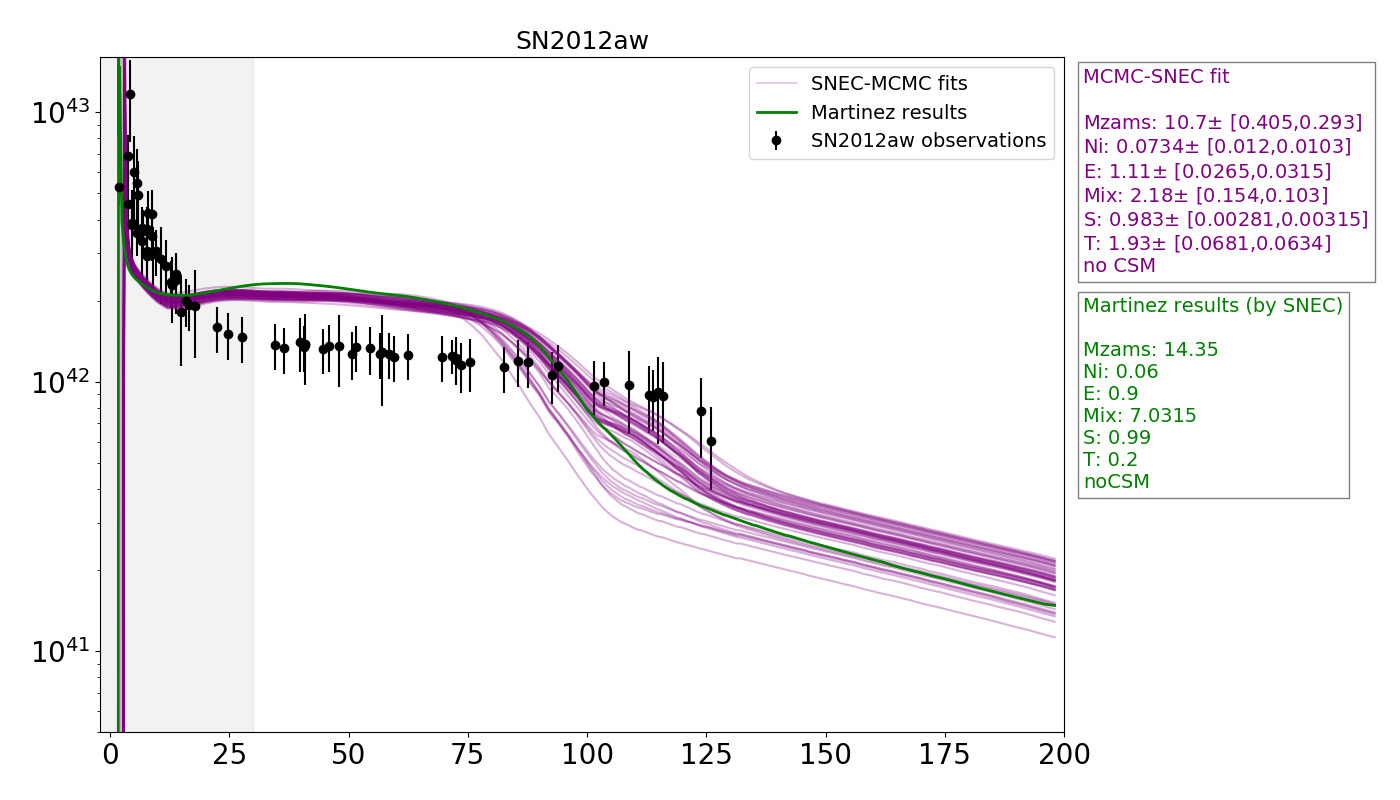 SN2012aw
SNEC-MCMC fits
Martinez results
SN2012aw observations
10^43
10^42
10^41
0 25 50 75 100 125 150 175 200
MCMC-SNEC fit
Mzams: 10.7± [0.405,0.293]
Ni: 0.0734± [0.012,0.0103]
E: 1.11± [0.0265,0.0315]
Mix: 2.18± [0.154,0.103]
S: 0.983± [0.00281,0.00315]
T: 1.93± [0.0681,0.0634]
no CSM
Martinez results (by SNEC)
Mzams: 14.35
Ni: 0.06
E: 0.9
Mix: 7.0315
S: 0.99
T: 0.2
noCSM